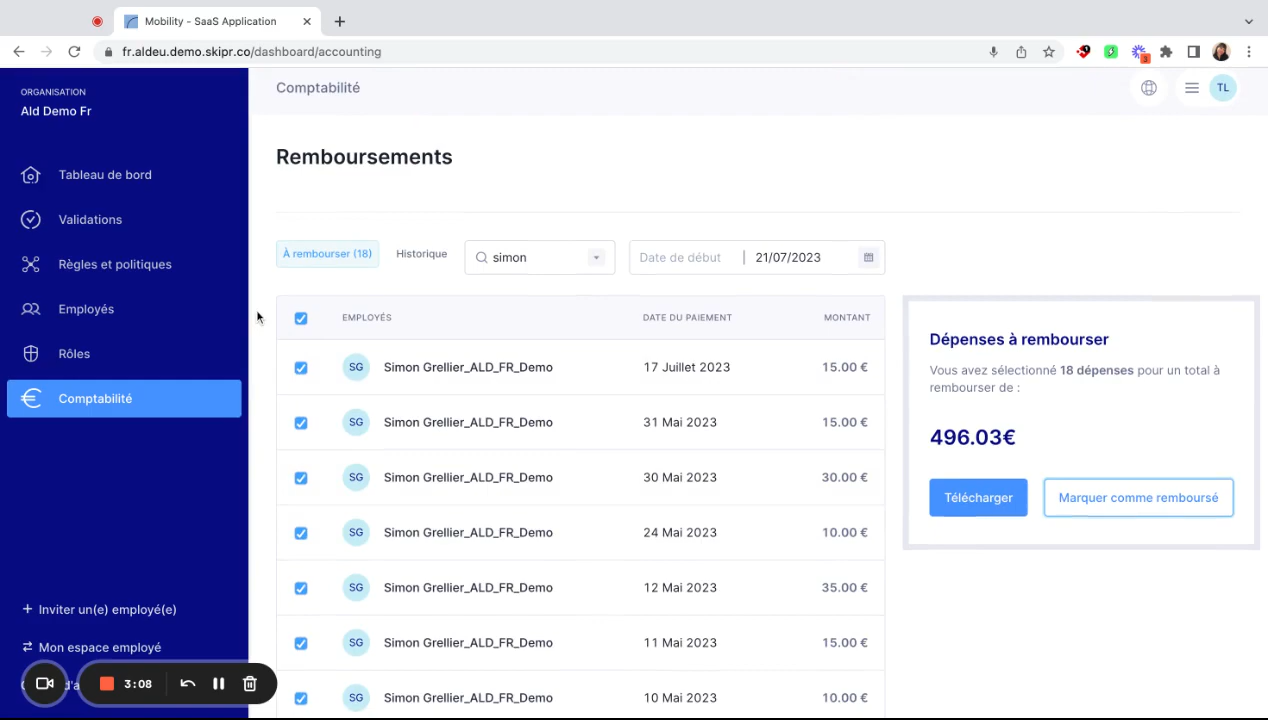 Mobility - SaaS Application
fr.aldeu.demo.skipr.co/dashboard/accounting
3
ORGANISATION
Ald Demo Fr
Tableau de bord
Validations
Règles et politiques
Employés
Rôles
Comptabilité
+ Inviter un(e) employé(e)
Mon espace employé
3:08
Comptabilité
TL
Remboursements
À rembourser (18)
Historique
simon
Date de début | 21/07/2023
EMPLOYÉS DATE DU PAIEMENT MONTANT
SG Simon Grellier_ALD_FR_Demo 17 Juillet 2023 15.00 €
SG Simon Grellier_ALD_FR_Demo 31 Mai 2023 15.00 €
SG Simon Grellier_ALD_FR_Demo 30 Mai 2023 30.00 €
SG Simon Grellier_ALD_FR_Demo 24 Mai 2023 10.00 €
SG Simon Grellier_ALD_FR_Demo 12 Mai 2023 35.00 €
SG Simon Grellier_ALD_FR_Demo 11 Mai 2023 15.00 €
SG Simon Grellier_ALD_FR_Demo 10 Mai 2023 10.00 €
Dépenses à rembourser
Vous avez sélectionné 18 dépenses pour un total à
rembourser de :
496.03€
Télécharger
Marquer comme remboursé